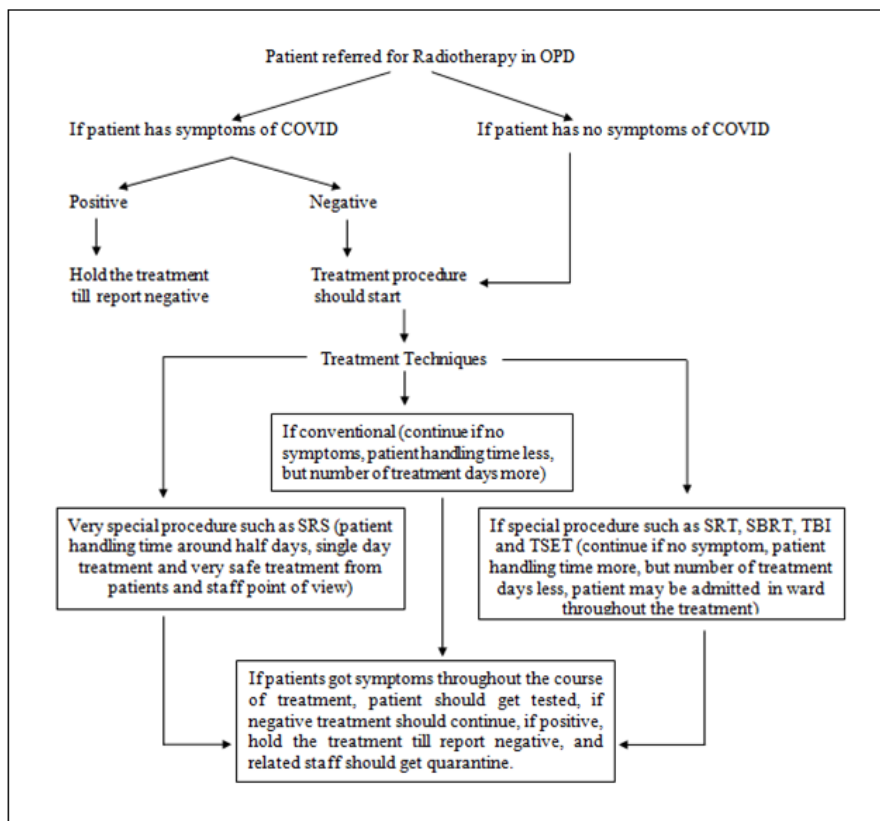 Patient referred for Radiotherapy in OPD
If patient has symptoms of COVID
If patient has no symptoms of COVID
Positive
Negative
Hold the treatment
till report negative
Treatment procedure
should start
Treatment Techniques
If conventional (continue if no
symptoms, patient handling time less,
but number of treatment days more)
Very special procedure such as SRS (patient
handling time around half days, single day
treatment and very safe treatment from
patients and staff point of view)
If special procedure such as SRT, SBRT, TBI
and TSET (continue if no symptom, patient
handling time more, but number of treatment
days less, patient may be admitted in ward
throughout the treatment)
If patients got symptoms throughout the course
of treatment, patient should get tested, if
negative treatment should continue, if positive,
hold the treatment till report negative, and
related staff should get quarantine.